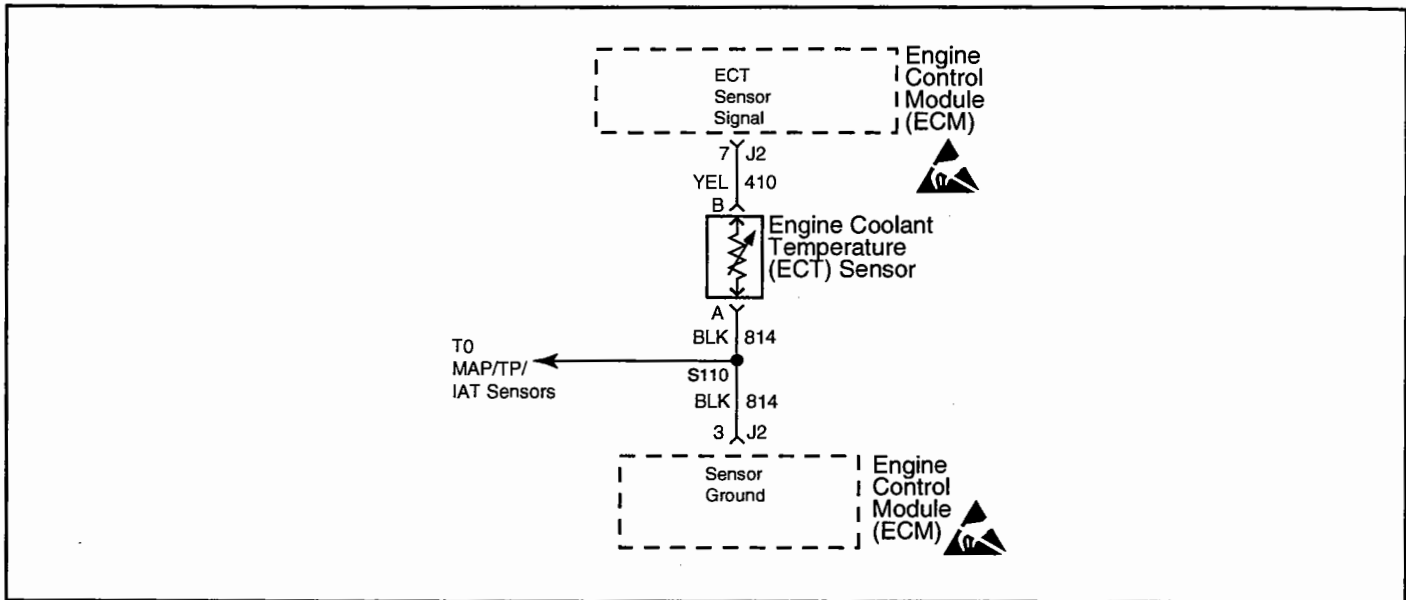 ECT
Sensor
Signal
Engine
Control
Module
(ECM)
7 J2
YEL 410
B
Engine Coolant
Temperature
(ECT) Sensor
A
BLK 814
T0
MAP/TP/
IAT Sensors
S110
BLK 814
3 J2
Sensor
Ground
Engine
Control
Module
(ECM)